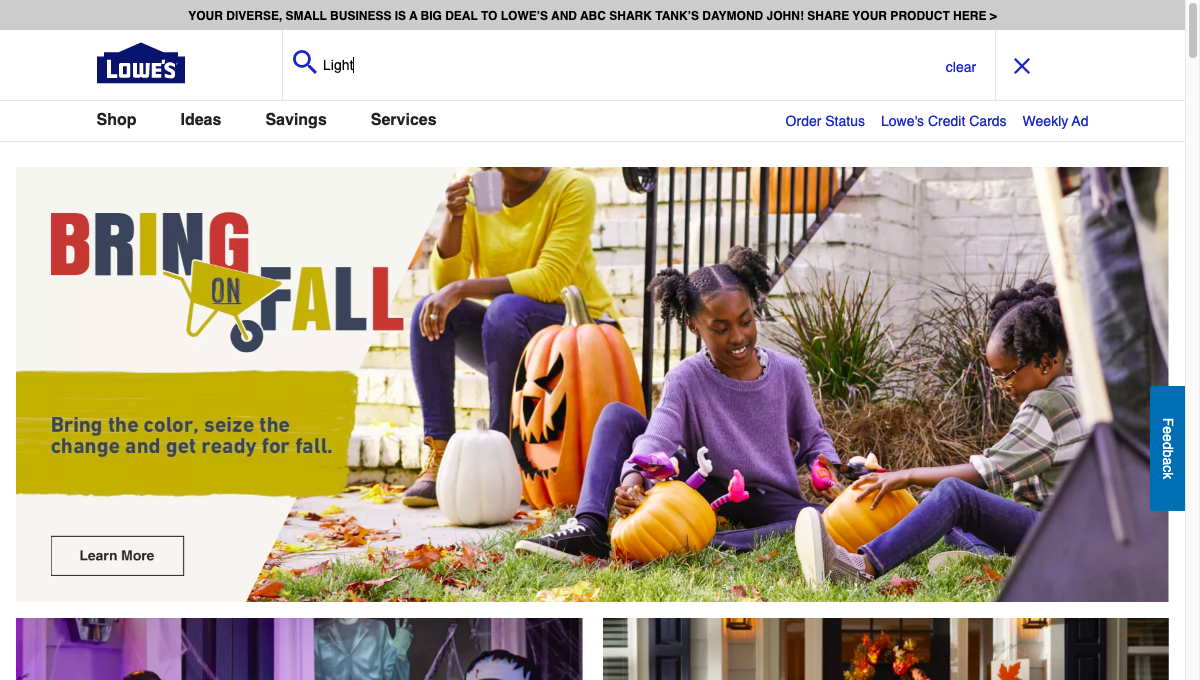 YOUR DIVERSE, SMALL BUSINESS IS A BIG DEAL TO LOWE'S AND ABC SHARK TANK'S DAYMOND JOHN! SHARE YOUR PRODUCT HERE >
LOWE'S
Light
clear
Shop
Ideas
Savings
Services
Order Status
Lowe's Credit Cards
Weekly Ad
BRING
ON
FALL
Bring the color, seize the
change and get ready for fall.
Learn More
Feedback